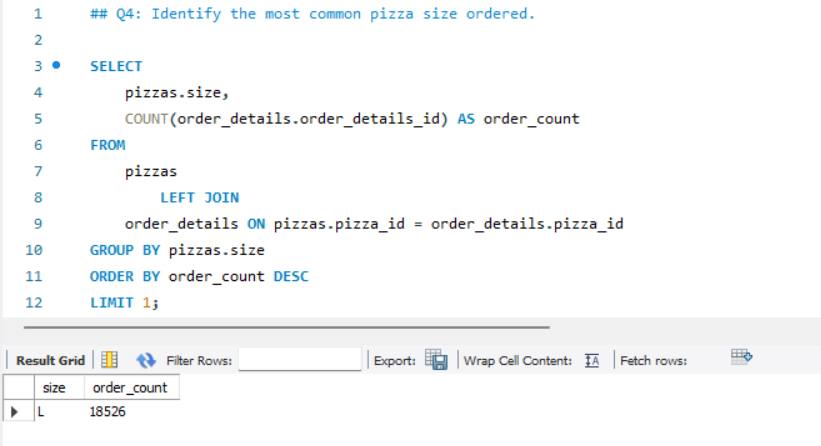 1 ## Q4: Identify the most common pizza size ordered.
2
3 SELECT
4 pizzas.size,
5 COUNT(order_details.order_details_id) AS order_count
6 FROM
7 pizzas
8 LEFT JOIN
9 order_details ON pizzas.pizza_id = order_details.pizza_id
10 GROUP BY pizzas.size
11 ORDER BY order_count DESC
12 LIMIT 1;
Result Grid Filter Rows: Export: Wrap Cell Content: IA Fetch rows:
size order_count
L 18526